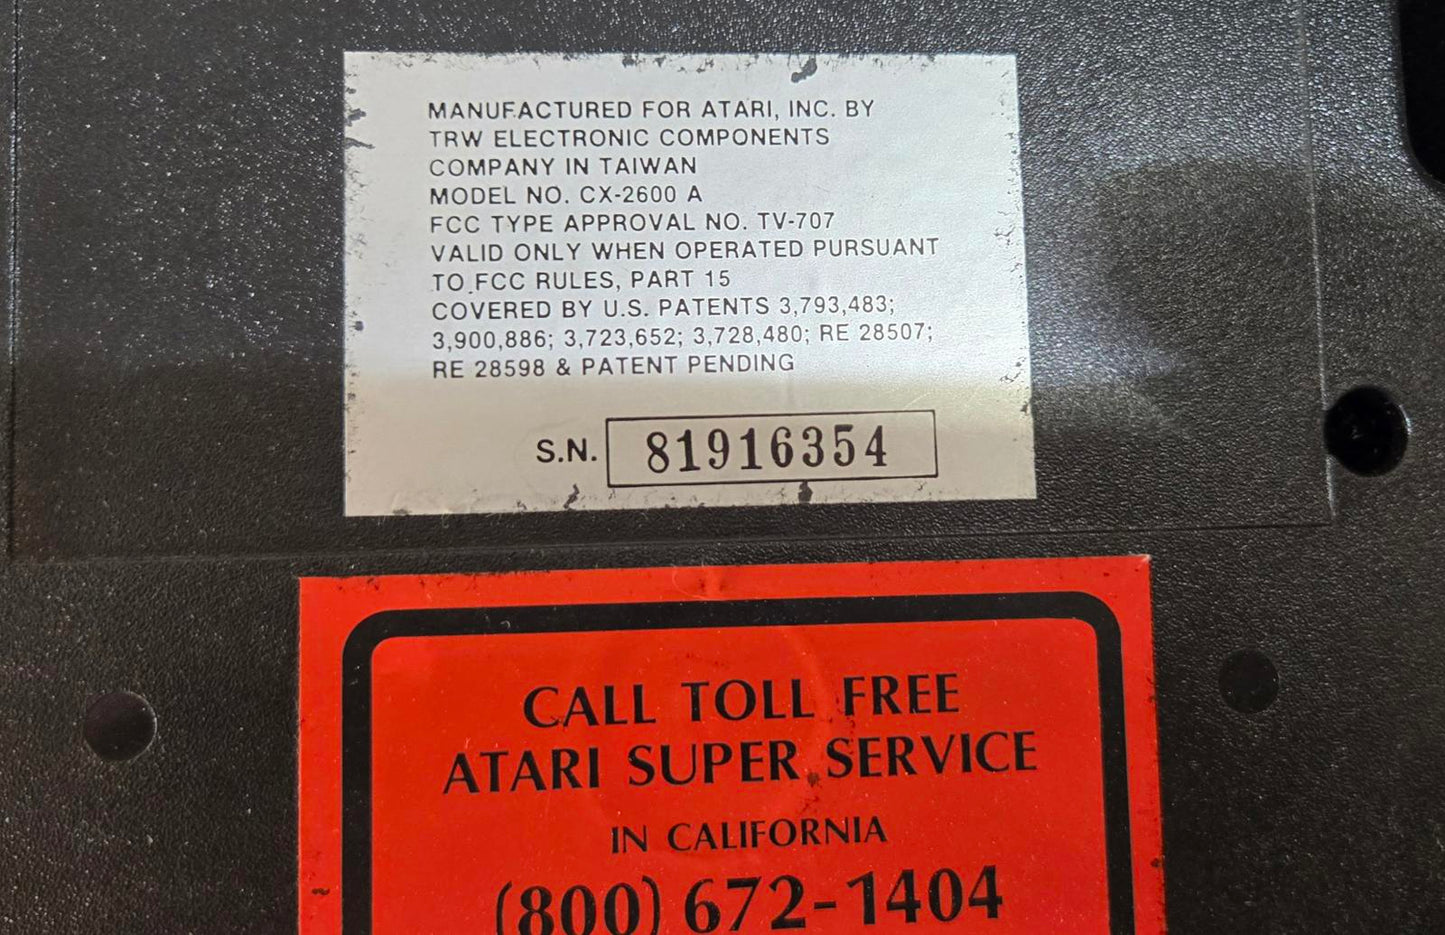 MANUFACTURED FOR ATARI, INC. BY
TRW ELECTRONIC COMPONENTS
COMPANY IN TAIWAN
MODEL NO. CX-2600 A
FCC TYPE APPROVAL NO. TV-707
VALID ONLY WHEN OPERATED PURSUANT
TO FCC RULES, PART 15
COVERED BY U.S. PATENTS 3,793,483;
3,900,886; 3,723,652; 3,728,480; RE 28507;
RE 28598 & PATENT PENDING
S.N. 81916354
CALL TOLL FREE
ATARI SUPER SERVICE
IN CALIFORNIA
(800) 672-1404